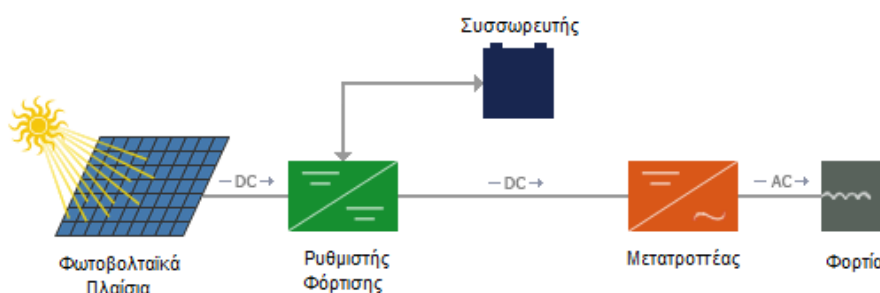 Συσσωρευτής
DC
DC
AC
Φωτοβολταϊκά
Πλαίσια
Ρυθμιστής
Φόρτισης
Μετατροπέας
Φορτίο